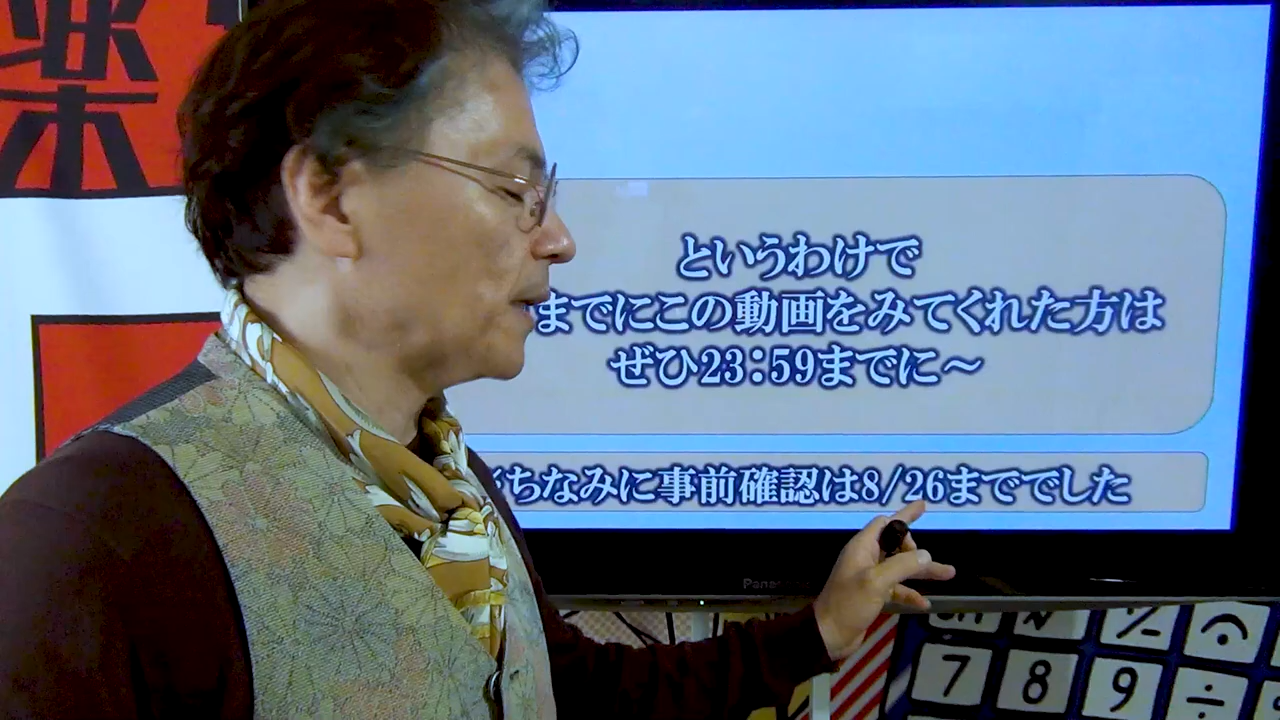 楽
というわけで
までにこの動画をみてくれた方は
ぜひ23:59までに～
ちなみに事前確認は8/26まででした
Panasonic
7 8 9 ÷